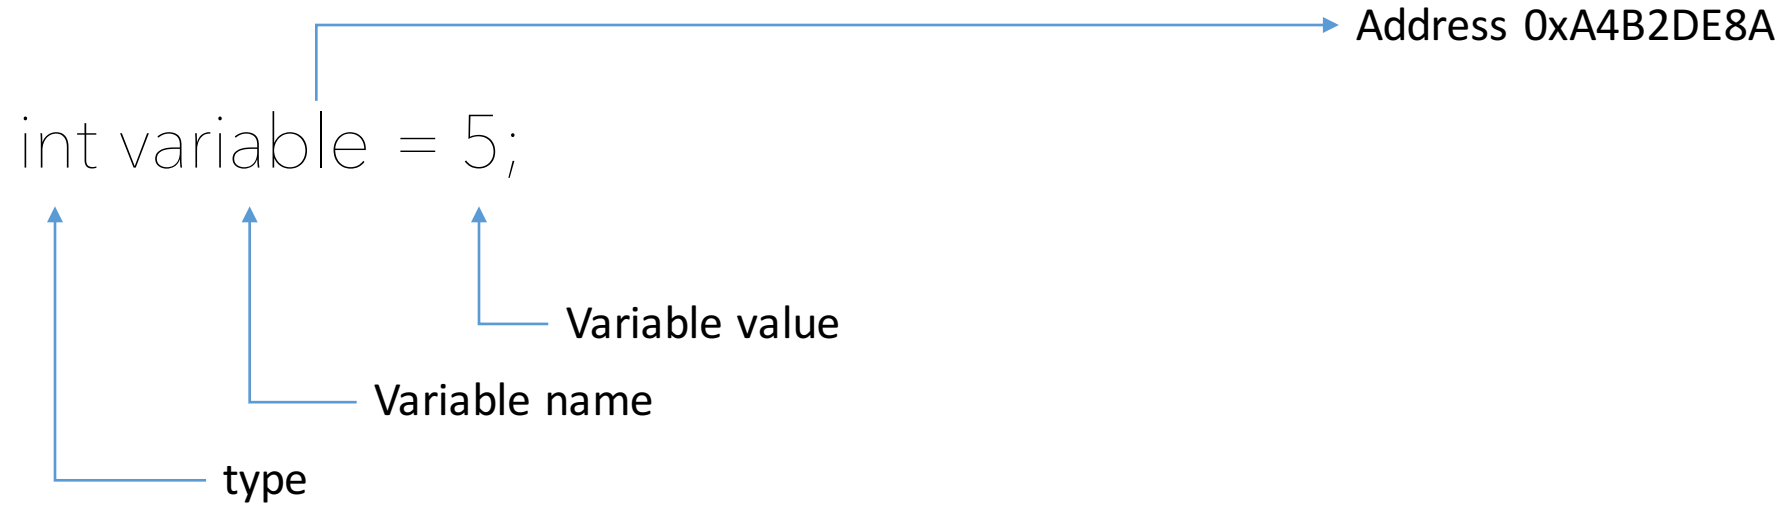 Address 0xA4B2DE8A
int variable = 5;
Variable value
Variable name
type